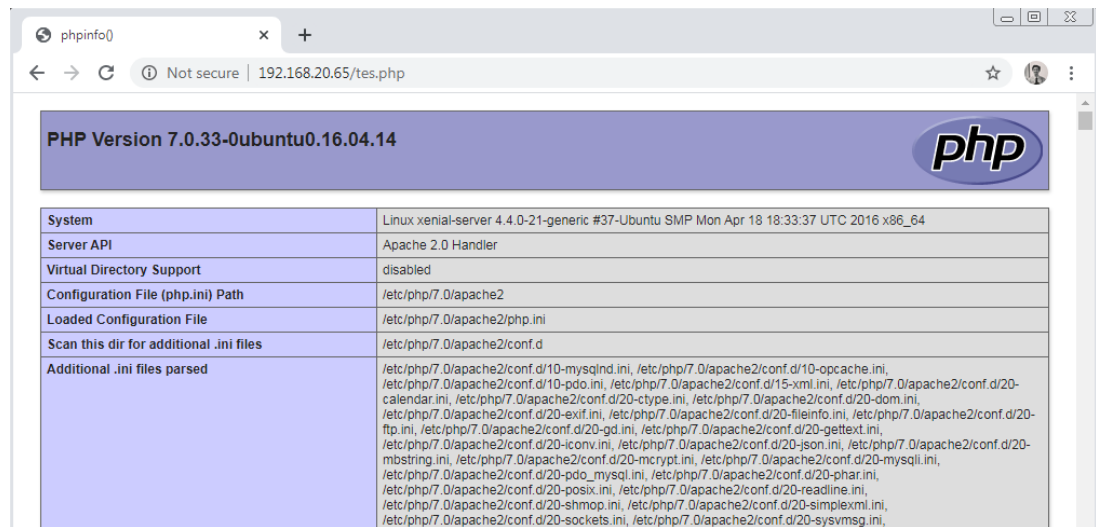 phpinfo()
Not secure | 192.168.20.65/tes.php
PHP Version 7.0.33-0ubuntu0.16.04.14
php
System Linux xenial-server 4.4.0-21-generic #37-Ubuntu SMP Mon Apr 18 18:33:37 UTC 2016 x86_64
Server API Apache 2.0 Handler
Virtual Directory Support disabled
Configuration File (php.ini) Path /etc/php/7.0/apache2
Loaded Configuration File /etc/php/7.0/apache2/php.ini
Scan this dir for additional .ini files /etc/php/7.0/apache2/conf.d
Additional .ini files parsed /etc/php/7.0/apache2/conf.d/10-mysqlnd.ini, /etc/php/7.0/apache2/conf.d/10-opcache.ini,
/etc/php/7.0/apache2/conf.d/10-pdo.ini, /etc/php/7.0/apache2/conf.d/15-xml.ini, /etc/php/7.0/apache2/conf.d/20-
calendar.ini, /etc/php/7.0/apache2/conf.d/20-ctype.ini, /etc/php/7.0/apache2/conf.d/20-dom.ini,
/etc/php/7.0/apache2/conf.d/20-exif.ini, /etc/php/7.0/apache2/conf.d/20-fileinfo.ini, /etc/php/7.0/apache2/conf.d/20-
ftp.ini, /etc/php/7.0/apache2/conf.d/20-gd.ini, /etc/php/7.0/apache2/conf.d/20-gettext.ini,
/etc/php/7.0/apache2/conf.d/20-iconv.ini, /etc/php/7.0/apache2/conf.d/20-json.ini, /etc/php/7.0/apache2/conf.d/20-
mbstring.ini, /etc/php/7.0/apache2/conf.d/20-mcrypt.ini, /etc/php/7.0/apache2/conf.d/20-mysqli.ini,
/etc/php/7.0/apache2/conf.d/20-pdo_mysql.ini, /etc/php/7.0/apache2/conf.d/20-phar.ini,
/etc/php/7.0/apache2/conf.d/20-posix.ini, /etc/php/7.0/apache2/conf.d/20-readline.ini,
/etc/php/7.0/apache2/conf.d/20-shmop.ini, /etc/php/7.0/apache2/conf.d/20-simplexml.ini,
/etc/php/7.0/apache2/conf.d/20-sockets.ini, /etc/php/7.0/apache2/conf.d/20-sysvmsg.ini,